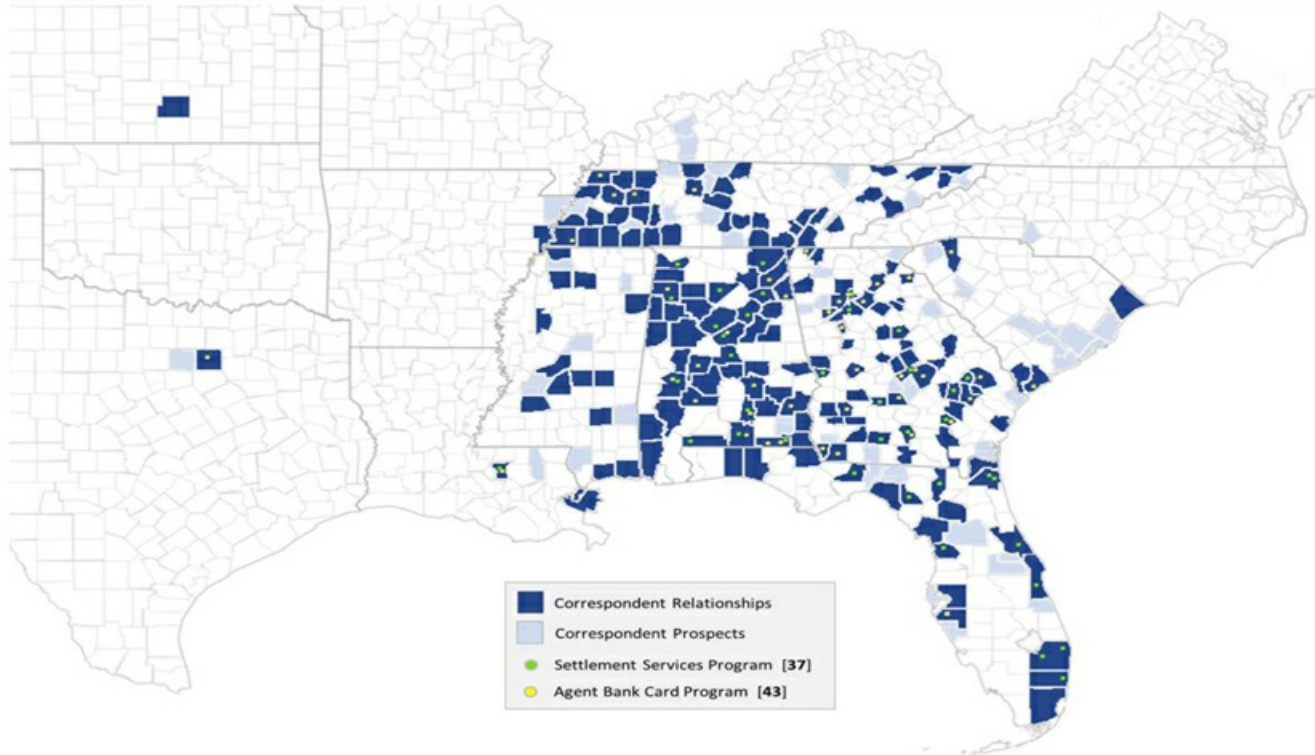 Correspondent Relationships
Correspondent Prospects
Settlement Services Program [37]
Agent Bank Card Program [43]